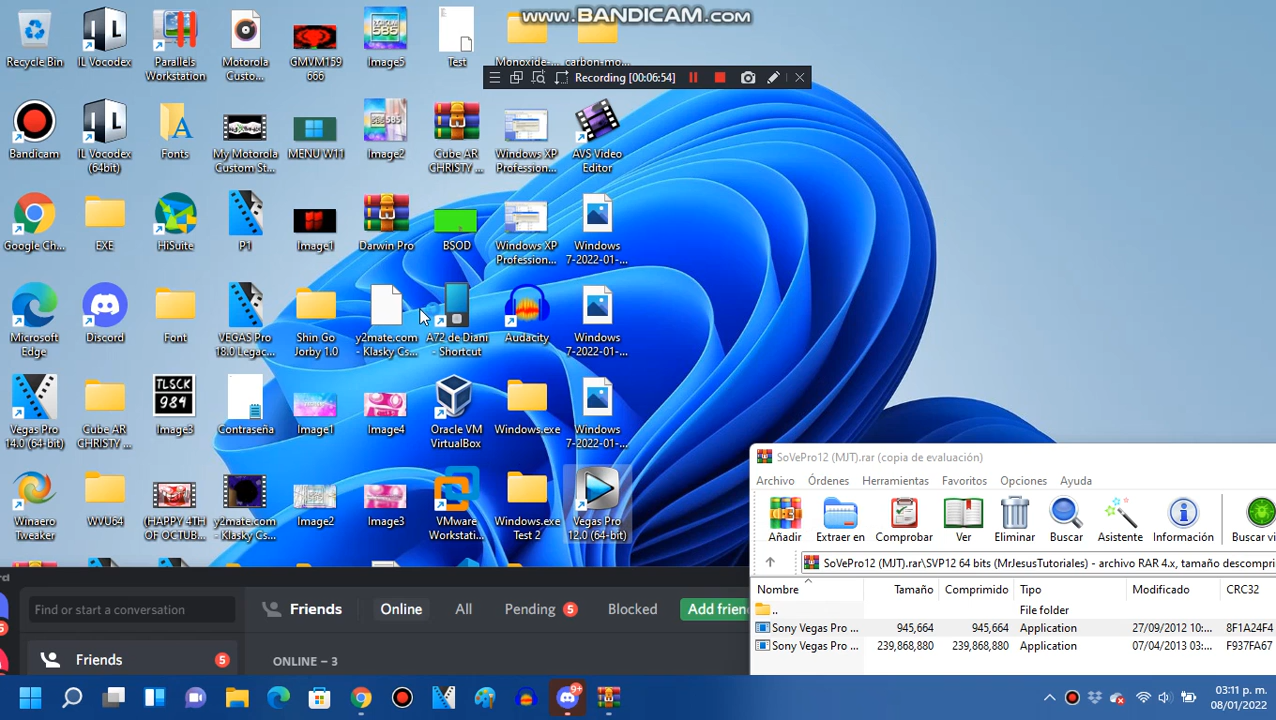 www.BANDICAM.com
Recording [00:06:54]
Recycle Bin
IL Vocodex
Parallels
Workstation
Motorola
Custo...
GMVM159
666
Image5
Test
Monoxide-...
carbon-mo...
Bandicam
IL Vocodex
(64bit)
Fonts
My Motorola
Custom St...
MENU W11
Image2
Cube AR
CHRISTY ...
Windows XP
Profession...
AVS Video
Editor
Google Ch...
EXE
HiSuite
P1
Image1
Darwin Pro
BSOD
Windows XP
Profession...
Windows
7-2022-01-...
Microsoft
Edge
Discord
Font
VEGAS Pro
18.0 Legac...
Shin Go
Jorby 1.0
y2mate.com
- Klasky Cs...
A72 de Diani
- Shortcut
Audacity
Windows
7-2022-01-...
TLSCK
984
Vegas Pro
14.0 (64-bit)
Cube AR
CHRISTY ...
Image3
Contraseña
Image1
Image4
Oracle VM
VirtualBox
Windows.exe
Windows
7-2022-01-...
Winaero
Tweaker
WVU64
(HAPPY 4TH
OF OCTUB...
y2mate.com
- Klasky Cs...
Image2
Image3
VMware
Workstati...
Windows.exe
Test 2
Vegas Pro
12.0 (64-bit)
SoVePro12 (MJT).rar (copia de evaluación)
Archivo Órdenes Herramientas Favoritos Opciones Ayuda
Añadir Extraer en Comprobar Ver Eliminar Buscar Asistente Información Buscar vi
SoVePro12 (MJT).rar\SVP12 64 bits (MrJesusTutoriales) - archivo RAR 4.x, tamaño descompri
Nombre Tamaño Comprimido Tipo Modificado CRC32
.. File folder
Sony Vegas Pro ... 945,664 945,664 Application 27/09/2012 10:... 8F1A24F4
Sony Vegas Pro ... 239,868,880 239,868,880 Application 07/04/2013 03:... F937FA67
rd
Find or start a conversation
Friends Online All Pending 5 Blocked Add frien
Friends 5
ONLINE – 3
9+
03:11 p. m.
08/01/2022